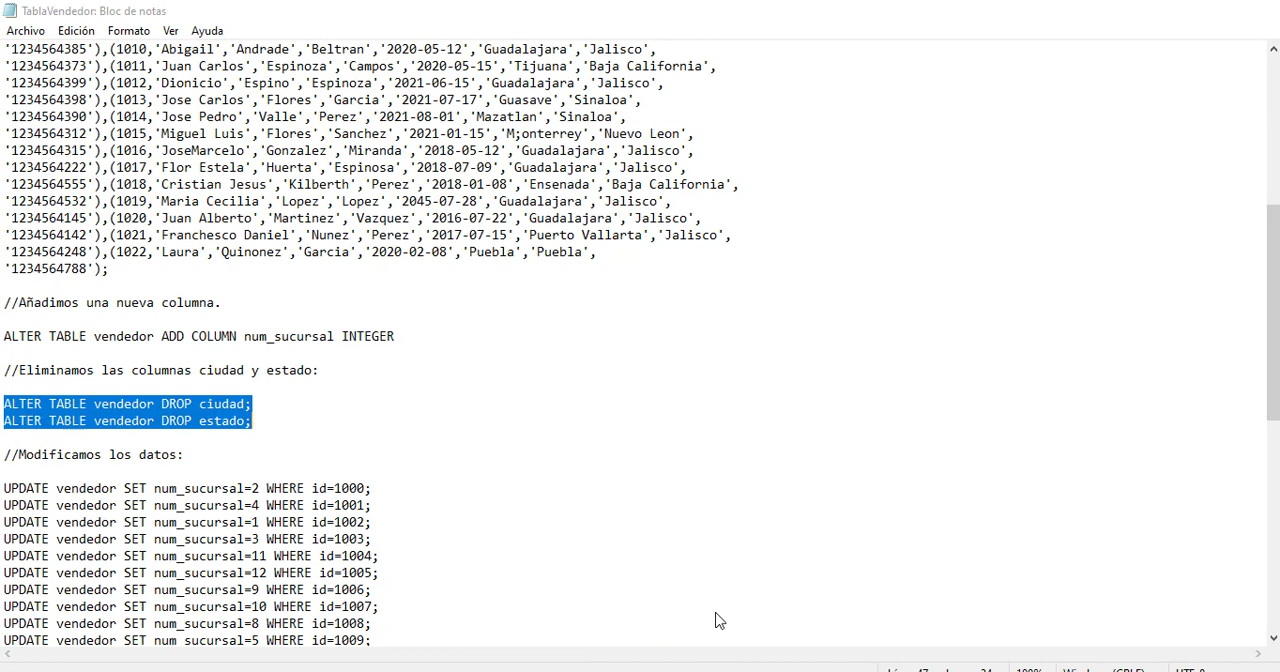 TablaVendedor: Bloc de notas
Archivo Edición Formato Ver Ayuda
'1234564385'),(1010,'Abigail','Andrade','Beltran','2020-05-12','Guadalajara','Jalisco',
'1234564373'),(1011,'Juan Carlos','Espinoza','Campos','2020-05-15','Tijuana','Baja California',
'1234564399'),(1012,'Dionicio','Espino','Espinoza','2021-06-15','Guadalajara','Jalisco',
'1234564398'),(1013,'Jose Carlos','Flores','Garcia','2021-07-17','Guasave','Sinaloa',
'1234564390'),(1014,'Jose Pedro','Valle','Perez','2021-08-01','Mazatlan','Sinaloa',
'1234564312'),(1015,'Miguel Luis','Flores','Sanchez','2021-01-15','M;onterrey','Nuevo Leon',
'1234564315'),(1016,'JoseMarcelo','Gonzalez','Miranda','2018-05-12','Guadalajara','Jalisco',
'1234564222'),(1017,'Flor Estela','Huerta','Espinosa','2018-07-09','Guadalajara','Jalisco',
'1234564555'),(1018,'Cristian Jesus','Kilberth','Perez','2018-01-08','Ensenada','Baja California',
'1234564532'),(1019,'Maria Cecilia','Lopez','Lopez','2045-07-28','Guadalajara','Jalisco',
'1234564145'),(1020,'Juan Alberto','Martinez','Vazquez','2016-07-22','Guadalajara','Jalisco',
'1234564142'),(1021,'Franchesco Daniel','Nunez','Perez','2017-07-15','Puerto Vallarta','Jalisco',
'1234564248'),(1022,'Laura','Quinonez','Garcia','2020-02-08','Puebla','Puebla',
'1234564788');
//Añadimos una nueva columna.
ALTER TABLE vendedor ADD COLUMN num_sucursal INTEGER
//Eliminamos las columnas ciudad y estado:
ALTER TABLE vendedor DROP ciudad;
ALTER TABLE vendedor DROP estado;
//Modificamos los datos:
UPDATE vendedor SET num_sucursal=2 WHERE id=1000;
UPDATE vendedor SET num_sucursal=4 WHERE id=1001;
UPDATE vendedor SET num_sucursal=1 WHERE id=1002;
UPDATE vendedor SET num_sucursal=3 WHERE id=1003;
UPDATE vendedor SET num_sucursal=11 WHERE id=1004;
UPDATE vendedor SET num_sucursal=12 WHERE id=1005;
UPDATE vendedor SET num_sucursal=9 WHERE id=1006;
UPDATE vendedor SET num_sucursal=10 WHERE id=1007;
UPDATE vendedor SET num_sucursal=8 WHERE id=1008;
UPDATE vendedor SET num_sucursal=5 WHERE id=1009;